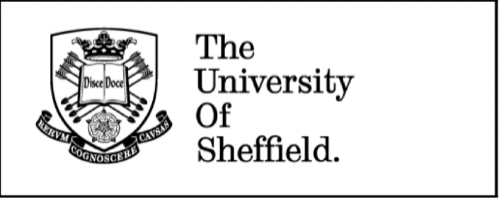 The
University
Of
Sheffield.
Disce Doce
RERVM COGNOSCERE CAVSAS